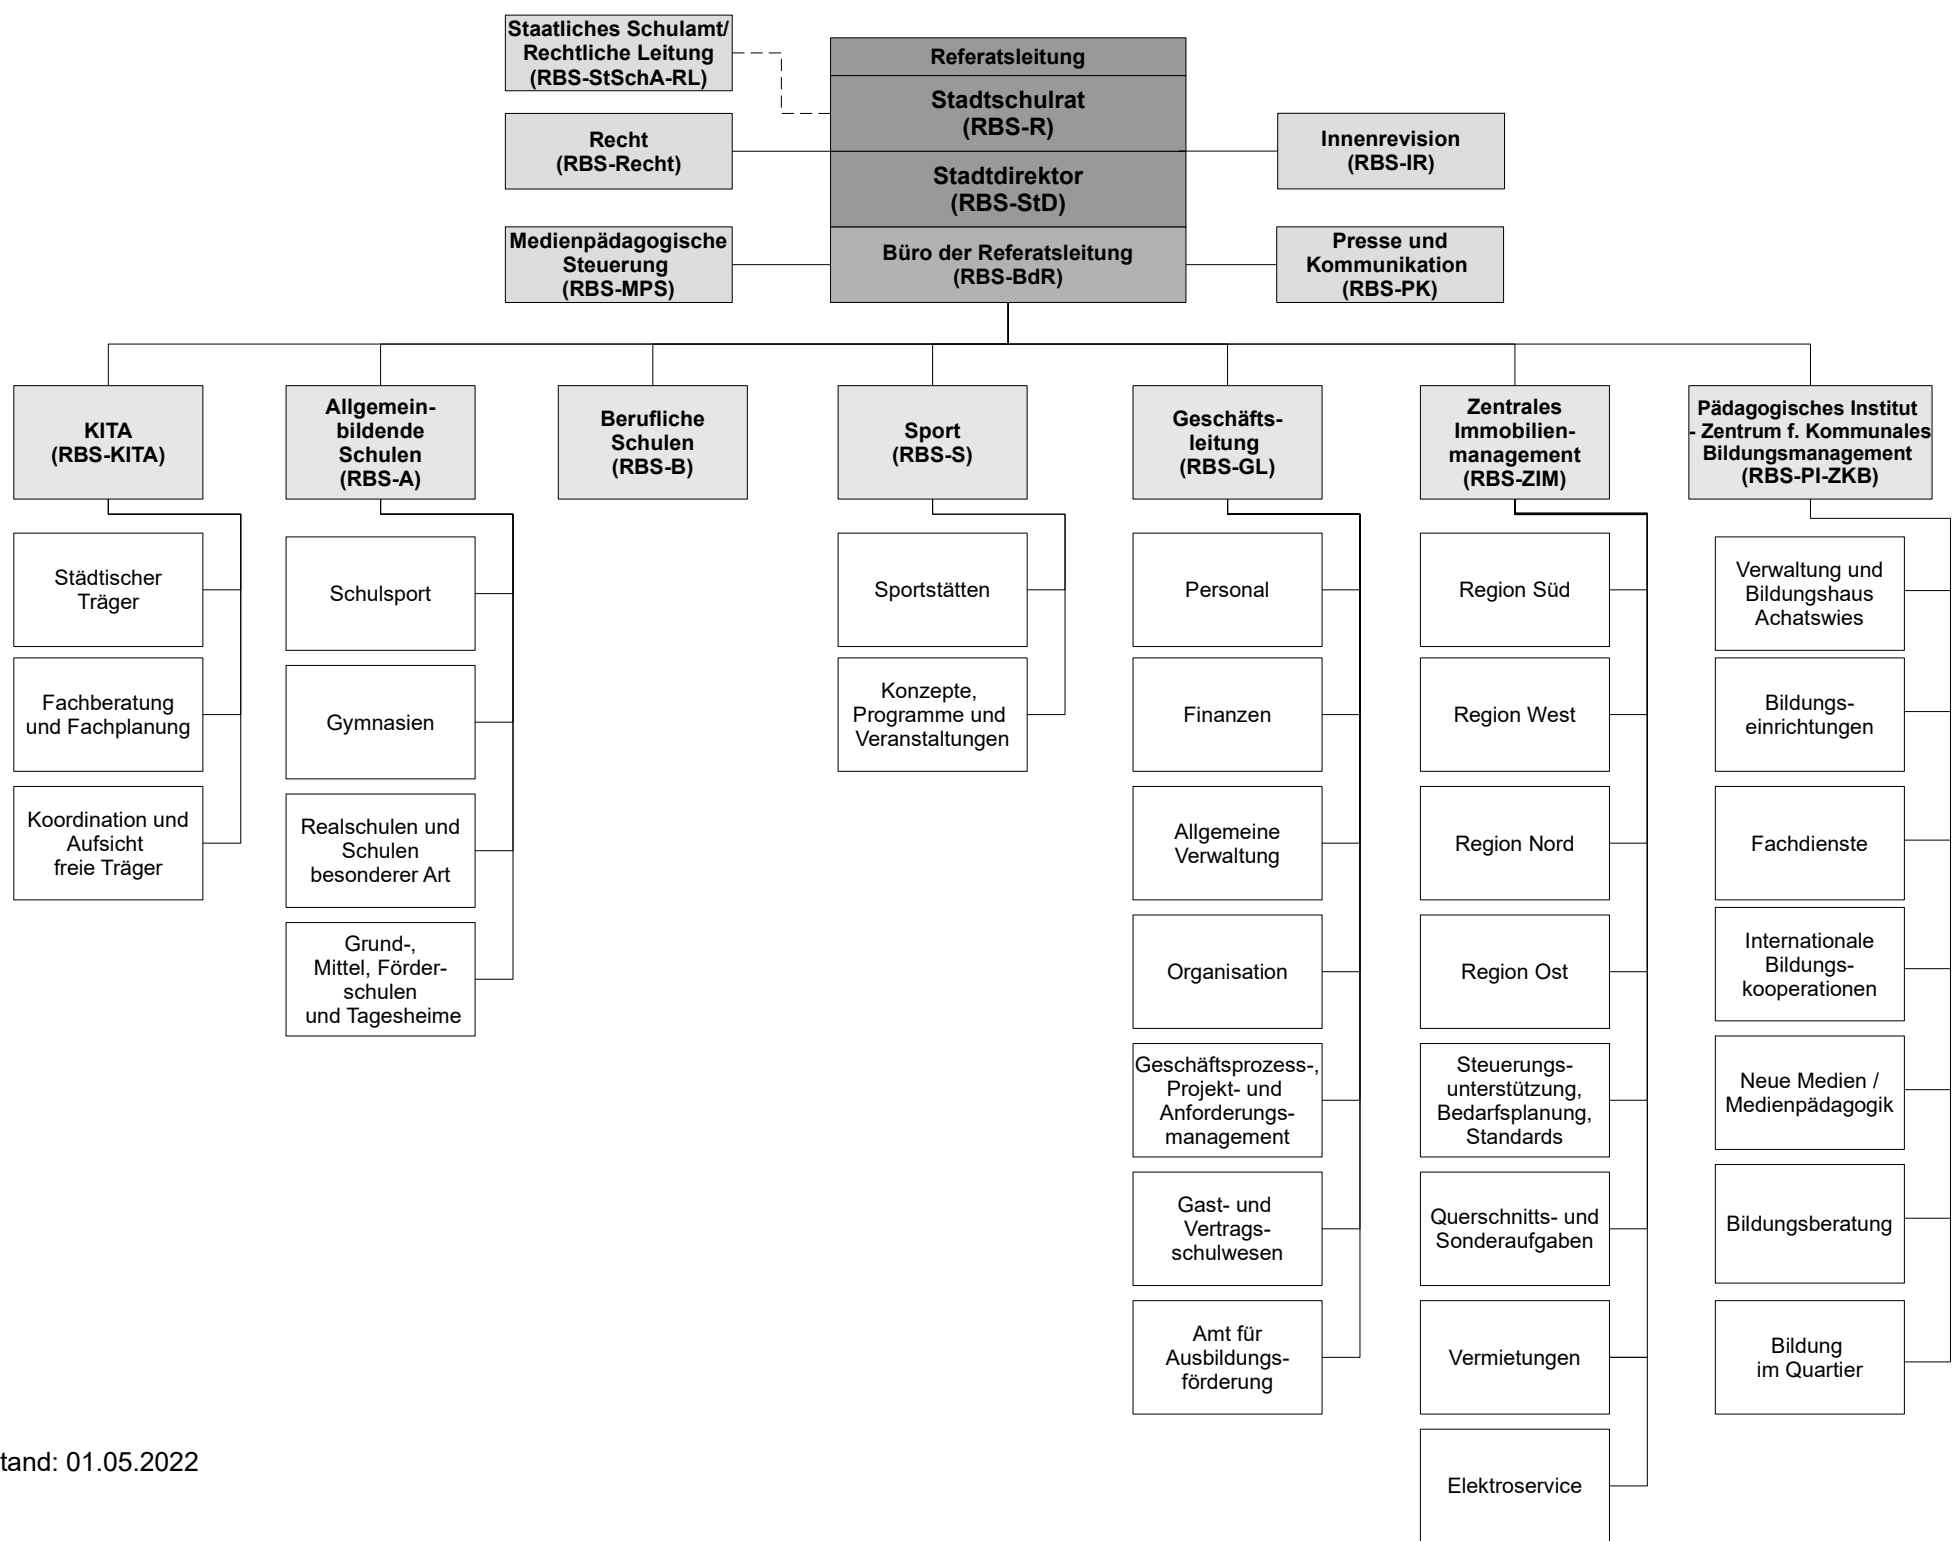 Staatliches Schulamt/
Rechtliche Leitung
(RBS-StSchA-RL)
Referatsleitung
Stadtschulrat
(RBS-R)
Recht
(RBS-Recht)
Innenrevision
(RBS-IR)
Stadtdirektor
(RBS-StD)
Medienpädagogische
Steuerung
(RBS-MPS)
Büro der Referatsleitung
(RBS-BdR)
Presse und
Kommunikation
(RBS-PK)
KITA
(RBS-KITA)
Allgemein-
bildende
Schulen
(RBS-A)
Berufliche
Schulen
(RBS-B)
Sport
(RBS-S)
Geschäfts-
leitung
(RBS-GL)
Zentrales
Immobilien-
management
(RBS-ZIM)
Pädagogisches Institut
- Zentrum f. Kommunales
Bildungsmanagement
(RBS-PI-ZKB)
Städtischer
Träger
Fachberatung
und Fachplanung
Koordination und
Aufsicht
freie Träger
Schulsport
Gymnasien
Realschulen und
Schulen
besonderer Art
Grund-,
Mittel, Förder-
schulen
und Tagesheime
Sportstätten
Konzepte,
Programme und
Veranstaltungen
Personal
Finanzen
Allgemeine
Verwaltung
Organisation
Geschäftsprozess-,
Projekt- und
Anforderungs-
management
Gast- und
Vertrags-
schulwesen
Amt für
Ausbildungs-
förderung
Region Süd
Region West
Region Nord
Region Ost
Steuerungs-
unterstützung,
Bedarfsplanung,
Standards
Querschnitts- und
Sonderaufgaben
Vermietungen
Elektroservice
Verwaltung und
Bildungshaus
Achatswies
Bildungs-
einrichtungen
Fachdienste
Internationale
Bildungs-
kooperationen
Neue Medien /
Medienpädagogik
Bildungsberatung
Bildung
im Quartier
tand: 01.05.2022